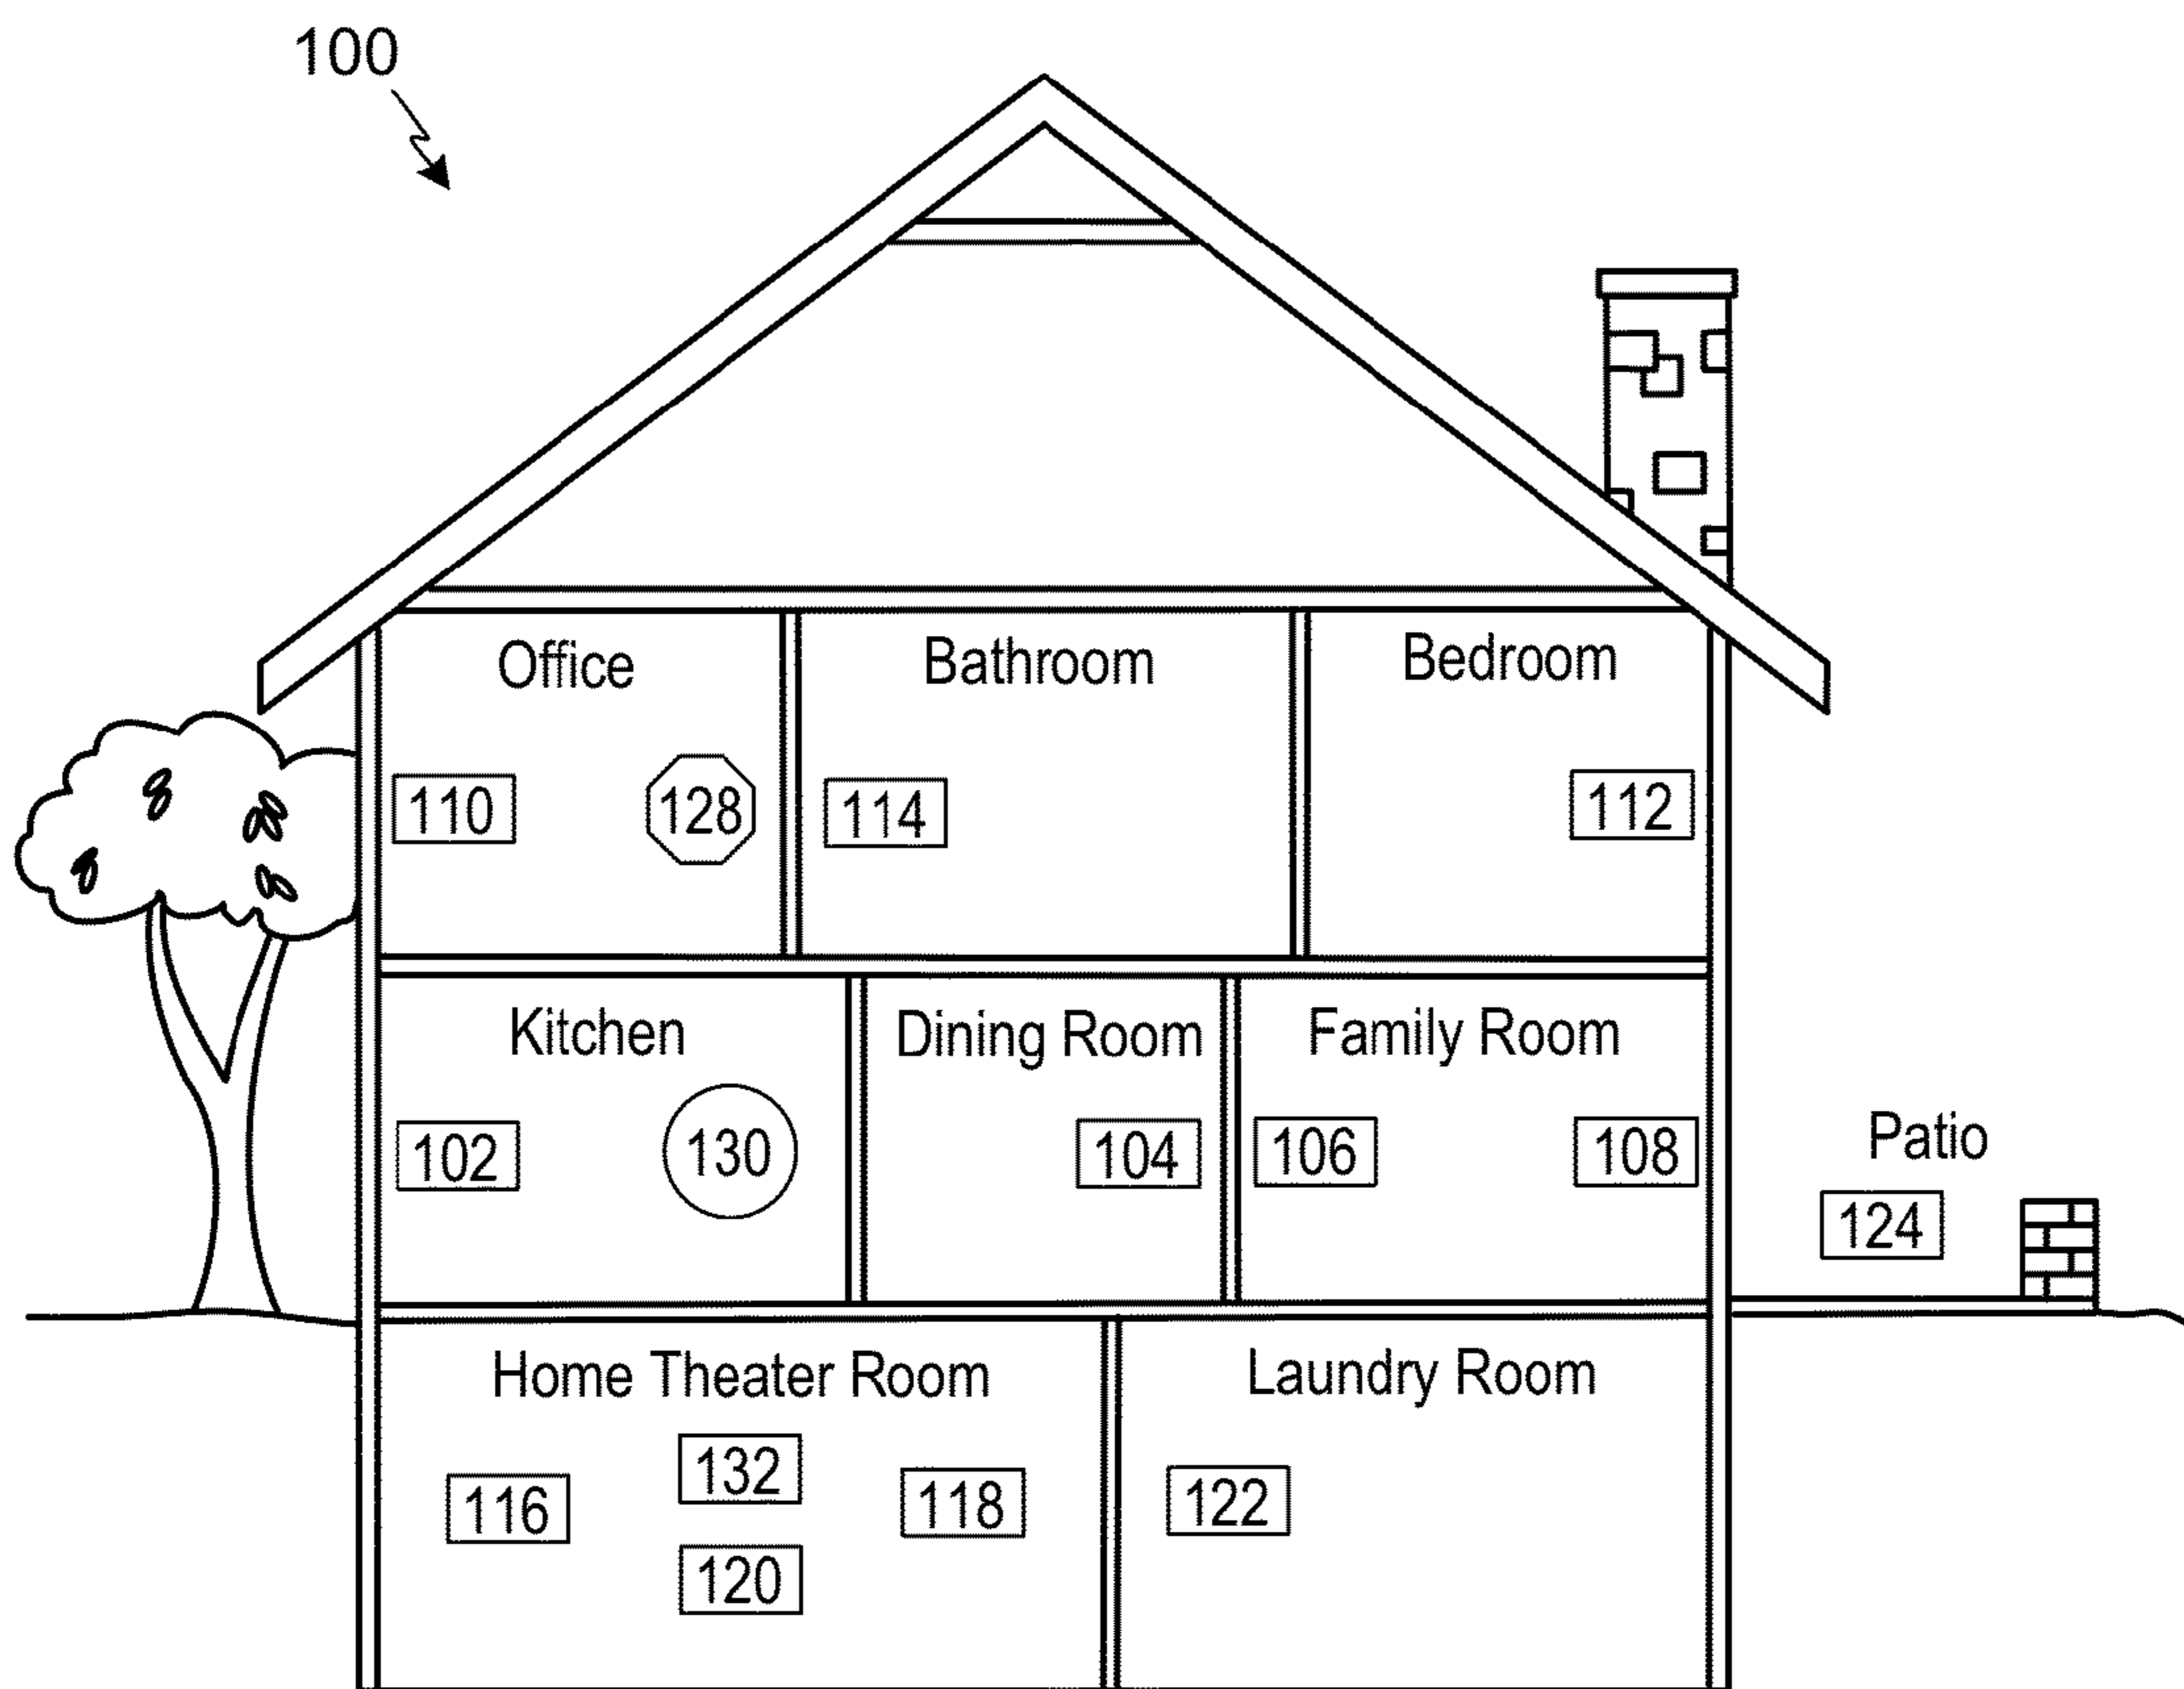 100
Office
Bathroom
Bedroom
110
128
114
112
Kitchen
Dining Room
Family Room
102
130
104
106
108
Patio
124
Home Theater Room
Laundry Room
116
132
118
122
120